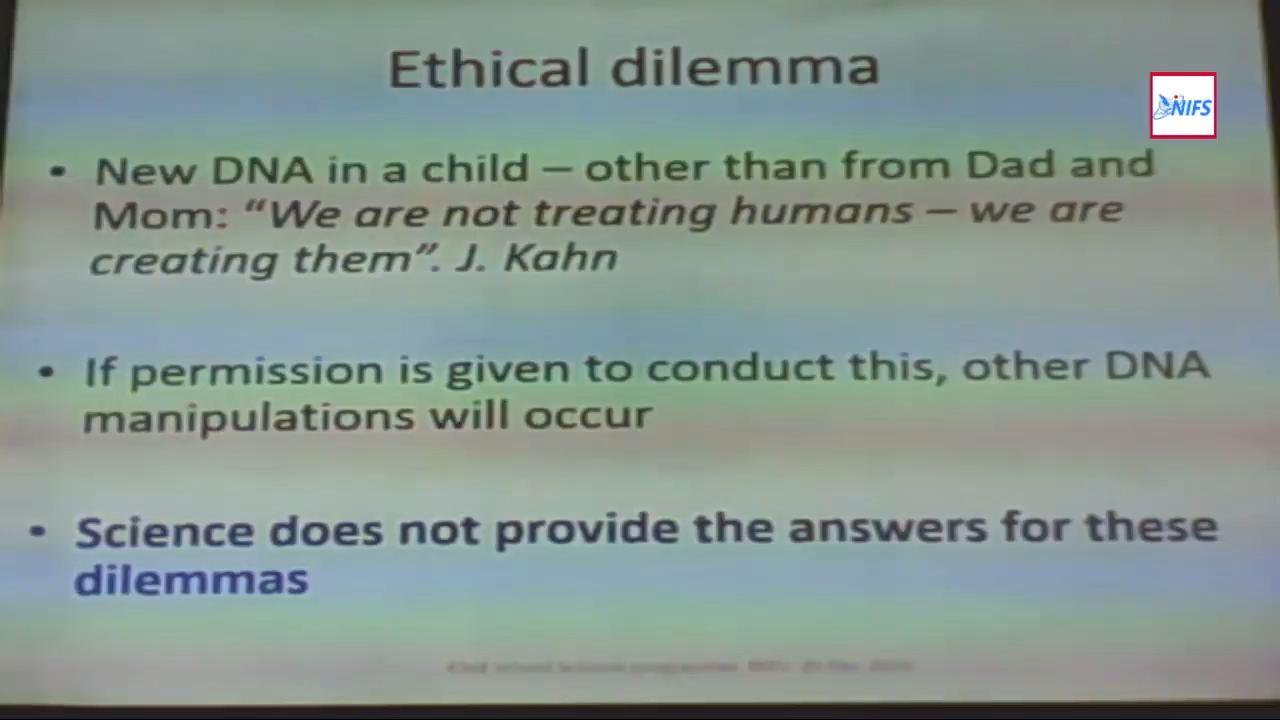 Ethical dilemma
NIFS
• New DNA in a child – other than from Dad and
Mom: “We are not treating humans – we are
creating them”. J. Kahn
• If permission is given to conduct this, other DNA
manipulations will occur
• Science does not provide the answers for these
dilemmas